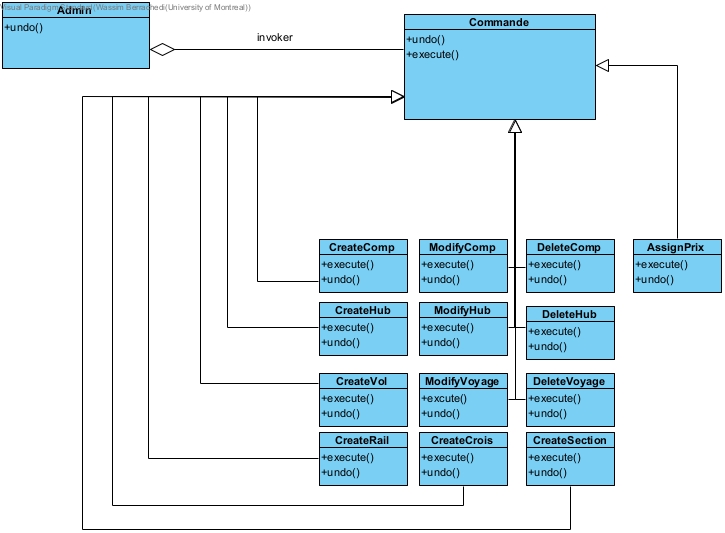 Visual Paradigm Standard(Wassim Berrachedi(University of Montreal))
Admin
+undo()
invoker
Commande
+undo()
+execute()
CreateComp
+execute()
+undo()
ModifyComp
+execute()
+undo()
DeleteComp
+execute()
+undo()
AssignPrix
+execute()
+undo()
CreateHub
+execute()
+undo()
ModifyHub
+execute()
+undo()
DeleteHub
+execute()
+undo()
CreateVol
+execute()
+undo()
ModifyVoyage
+excute()
+undo()
DeleteVoyage
+execute()
+undo()
CreateRail
+execute()
+undo()
CreateCrois
+execute()
+undo()
CreateSection
+execute()
+undo()